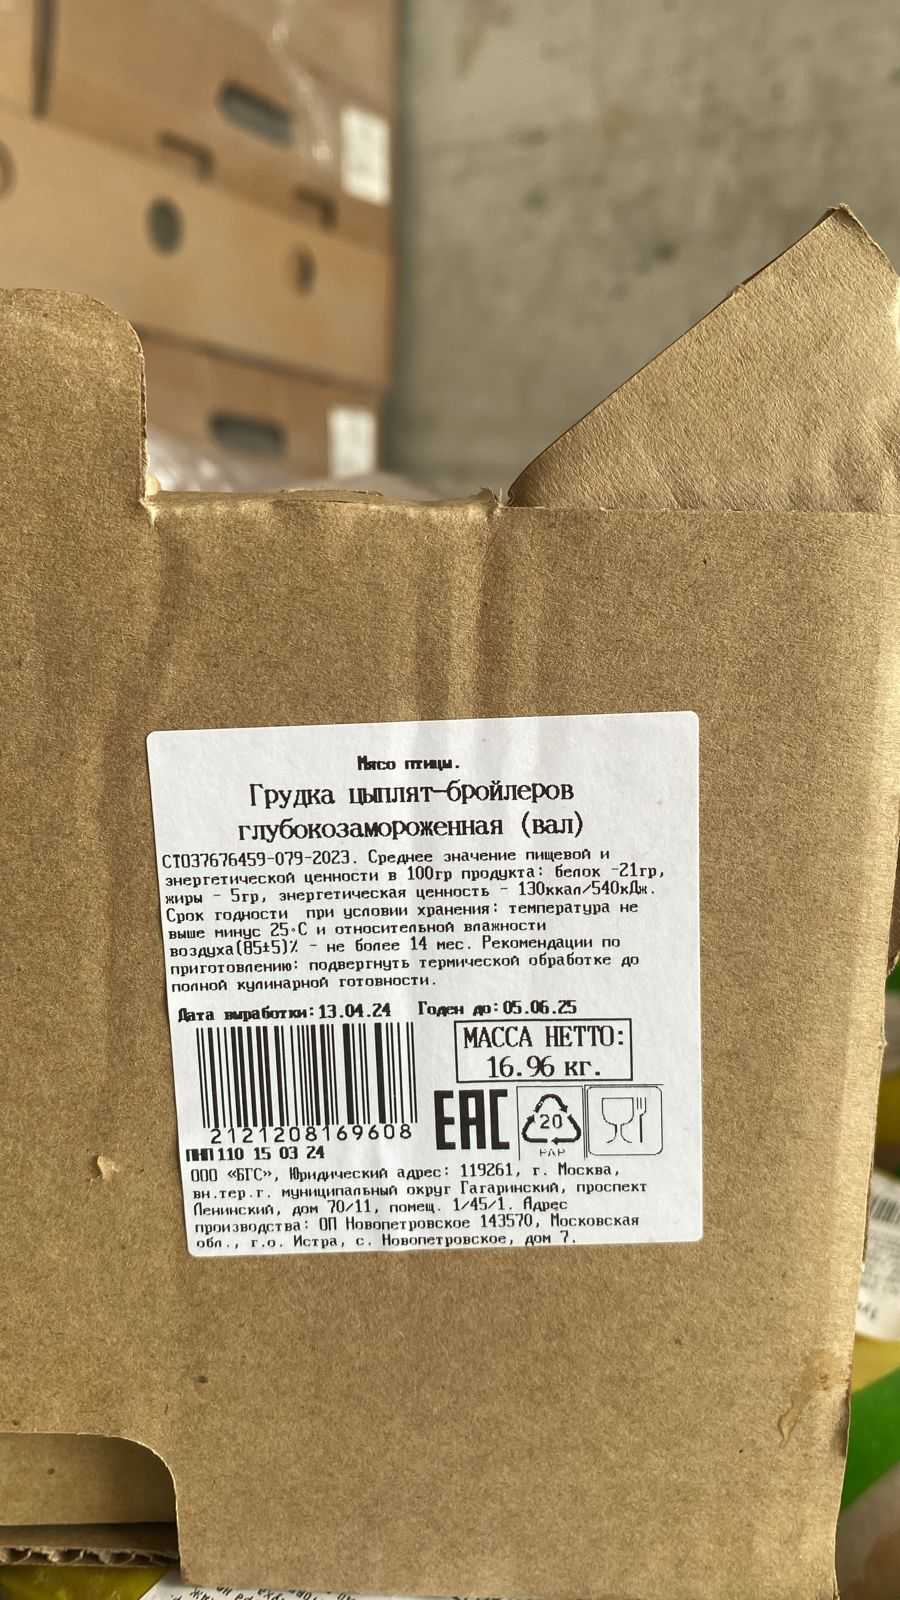 Мясо птицы.
Грудка цыплят-бройлеров
глубокозамороженная (вал)
СТО37676459-079-2023. Среднее значение пищевой и
энергетической ценности в 100гр продукта: белок -21гр,
жиры - 5гр, энергетическая ценность - 130ккал/540кДж.
Срок годности при условии хранения: температура не
выше минус 25°С и относительной влажности
воздуха(85±5)% - не более 14 мес. Рекомендации по
приготовлению: подвергнуть термической обработке до
полной кулинарной готовности.
Дата выработки:13.04.24 Годен до:05.06.25
МАССА НЕТТО:
16.96 кг.
EAC
20
PAP
2121208169608
ПНП110 15 03 24
ООО «БГС», Юридический адрес: 119261, г. Москва,
вн.тер.г. муниципальный округ Гагаринский, проспект
Ленинский, дом 70/11, помещ. 1/45/1. Адрес
производства: ОП Новопетровское 143570, Московская
обл., г.о. Истра, с. Новопетровское, дом 7.